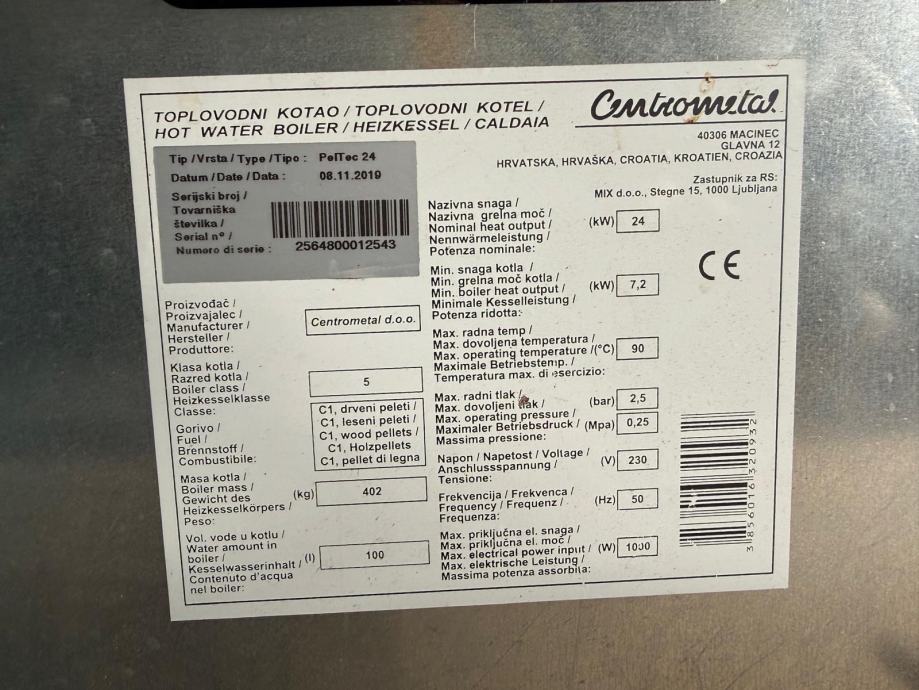 TOPLOVODNI KOTAO / TOPLOVODNI KOTEL /
HOT WATER BOILER / HEIZKESSEL / CALDAIA
Centrometal
40306 MACINEC
GLAVNA 12
HRVATSKA, HRVAŠKA, CROATIA, KROATIEN, CROAZIA
Zastupnik za RS:
MIX d.o.o., Stegne 15, 1000 Ljubljana
Tip /Vrsta / Type /Tipo : PelTec 24
Datum / Date / Data : 08.11.2019
Serijski broj /
Tovarniška
številka /
Serial n° /
Numero di serie : 2564800012543
Proizvođač /
Proizvajalec /
Manufacturer /
Hersteller /
Produttore:
Centrometal d.o.o.
Klasa kotla /
Razred kotla /
Boiler class /
Heizkesselklasse
Classe:
5
Gorivo /
Fuel /
Brennstoff /
Combustibile:
C1, drveni peleti /
C1, leseni peleti /
C1, wood pellets /
C1, Holzpellets
C1, pellet di legna
Masa kotla /
Boiler mass /
Gewicht des
Heizkesselkörpers /
Peso:
(kg) 402
Vol. vode u kotlu /
Water amount in
boiler /
Kesselwasserinhalt /
Contenuto d'acqua
nel boiler:
(l) 100
Nazivna snaga /
Nazivna grelna moč /
Nominal heat output /
Nennwärmeleistung /
Potenza nominale:
(kW) 24
Min. snaga kotla /
Min. grelna moč kotla /
Min. boiler heat output /
Minimale Kesselleistung /
Potenza ridotta:
(kW) 7,2
Max. radna temp /
Max. dovoljena temperatura /
Max. operating temperature /(°C) 90
Maximale Betriebstemp. /
Temperatura max. di esercizio:
Max. radni tlak /
Max. dovoljeni tlak /
Max. operating pressure /
Maximaler Betriebsdruck /
Massima pressione:
(bar) 2,5
(Mpa) 0,25
Napon / Napetost / Voltage /
Anschlussspannung /
Tensione:
(V) 230
Frekvencija / Frekvenca /
Frequency / Frequenz /
Frequenza:
(Hz) 50
Max. priključna el. snaga /
Max. priključna el. moč /
Max. electrical power input /
Max. elektrische Leistung /
Massima potenza assorbila:
(W) 1000
CE
3856016320932